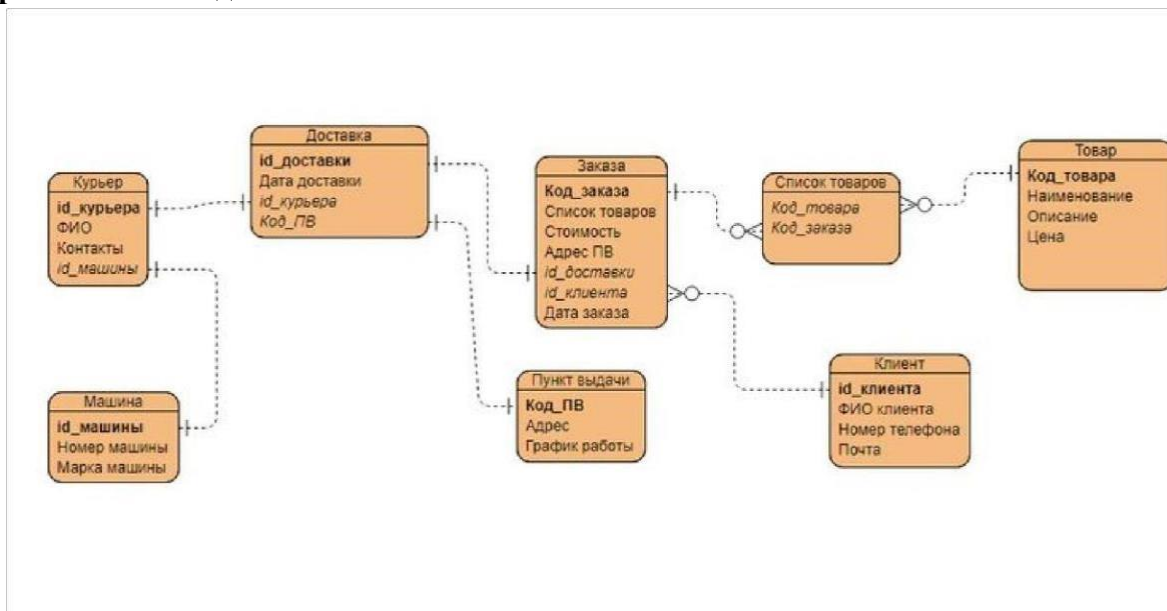 Доставка
id_доставки
Дата доставки
id_курьера
Код_ПВ
Курьер
id_курьера
ФИО
Контакты
id_машины
Машина
id_машины
Номер машины
Марка машины
Заказа
Код_заказа
Список товаров
Стоимость
Адрес ПВ
id_доставки
id_клиента
Дата заказа
Пункт выдачи
Код_ПВ
Адрес
График работы
Список товаров
Код_товара
Код_заказа
Товар
Код_товара
Наименование
Описание
Цена
Клиент
id_клиента
ФИО клиента
Номер телефона
Почта